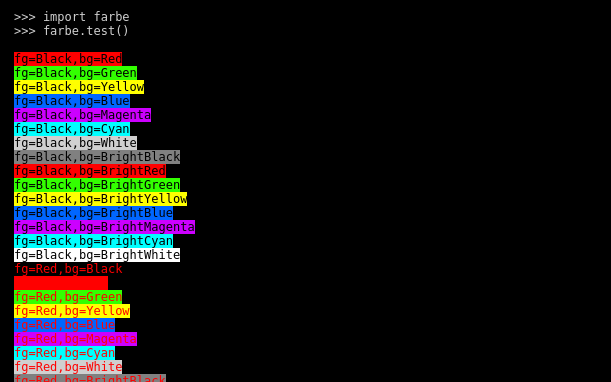 >>> import farbe
>>> farbe.test()
fg=Black,bg=Red
fg=Black,bg=Green
fg=Black,bg=Yellow
fg=Black,bg=Blue
fg=Black,bg=Magenta
fg=Black,bg=Cyan
fg=Black,bg=White
fg=Black,bg=BrightBlack
fg=Black,bg=BrightRed
fg=Black,bg=BrightGreen
fg=Black,bg=BrightYellow
fg=Black,bg=BrightBlue
fg=Black,bg=BrightMagenta
fg=Black,bg=BrightCyan
fg=Black,bg=BrightWhite
fg=Red,bg=Black
fg=Red,bg=Green
fg=Red,bg=Yellow
fg=Red,bg=Blue
fg=Red,bg=Magenta
fg=Red,bg=Cyan
fg=Red,bg=White
fg=Red,bg=BrightBlack